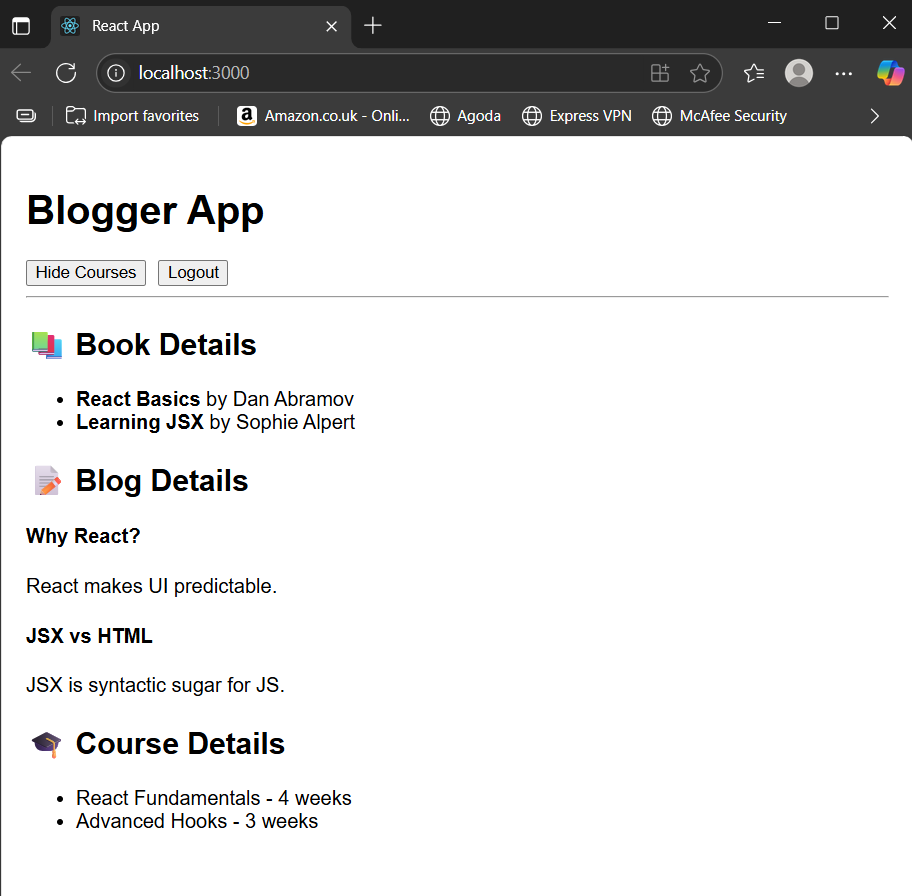 React App
localhost:3000
Import favorites
Amazon.co.uk - Onli...
Agoda
Express VPN
McAfee Security
Blogger App
Hide Courses
Logout
📚 Book Details
• React Basics by Dan Abramov
• Learning JSX by Sophie Alpert
📝 Blog Details
Why React?
React makes UI predictable.
JSX vs HTML
JSX is syntactic sugar for JS.
🎓 Course Details
• React Fundamentals - 4 weeks
• Advanced Hooks - 3 weeks